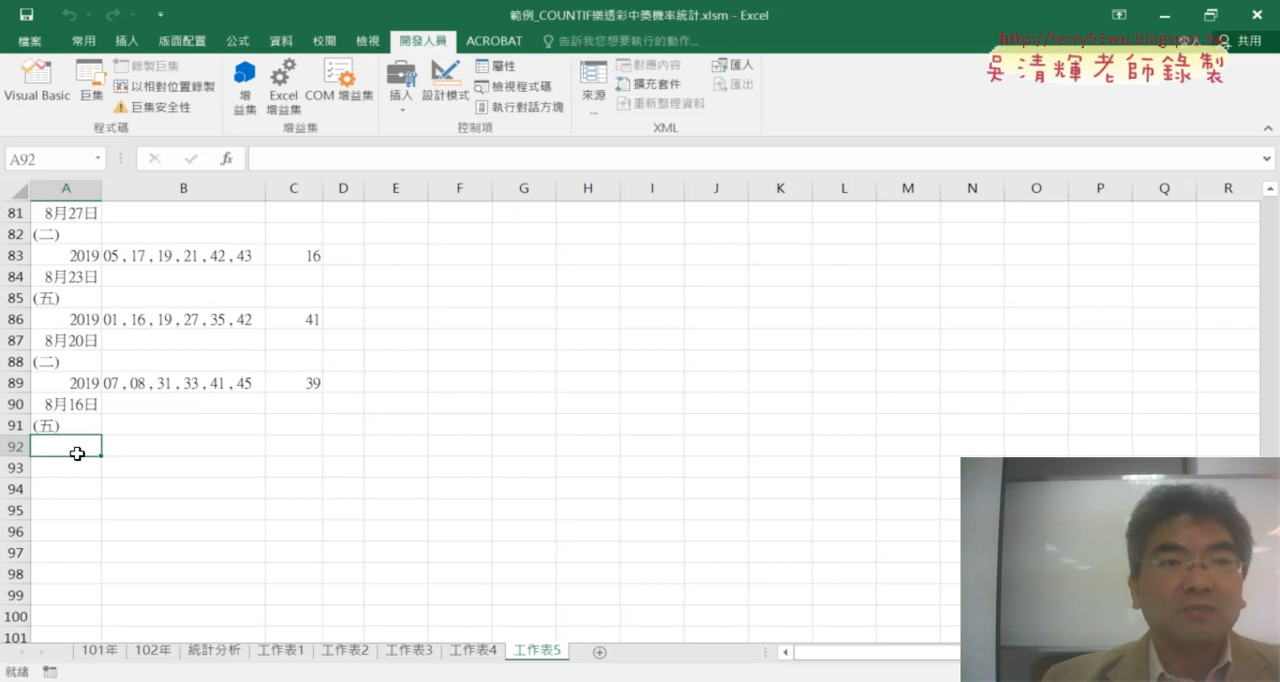 範例_COUNTIF樂透彩中獎機率統計.xlsm - Excel
檔案 常用 插入 版面配置 公式 資料 校閱 檢視 開發人員 ACROBAT 告訴我您想要執行的動作... 共用
http://terry55wu.blogspot.tw
吳清輝老師錄製
Visual Basic 巨集 錄製巨集 以相對位置錄製 巨集安全性 程式碼
增益集 Excel 增益集 COM 增益集 增益集
插入 設計模式 屬性 檢視程式碼 執行對話方塊 控制項
來源... 對應內容 擴充套件 重新整理資料 匯入 匯出 XML
A92 fx
A B C D E F G H I J K L M N O P Q R
81 8月27日
82 (二)
83 2019 05 , 17 , 19 , 21 , 42 , 43 16
84 8月23日
85 (五)
86 2019 01 , 16 , 19 , 27 , 35 , 42 41
87 8月20日
88 (二)
89 2019 07 , 08 , 31 , 33 , 41 , 45 39
90 8月16日
91 (五)
92
93
94
95
96
97
98
99
100
101
101年 102年 統計分析 工作表1 工作表2 工作表3 工作表4 工作表5
就緒